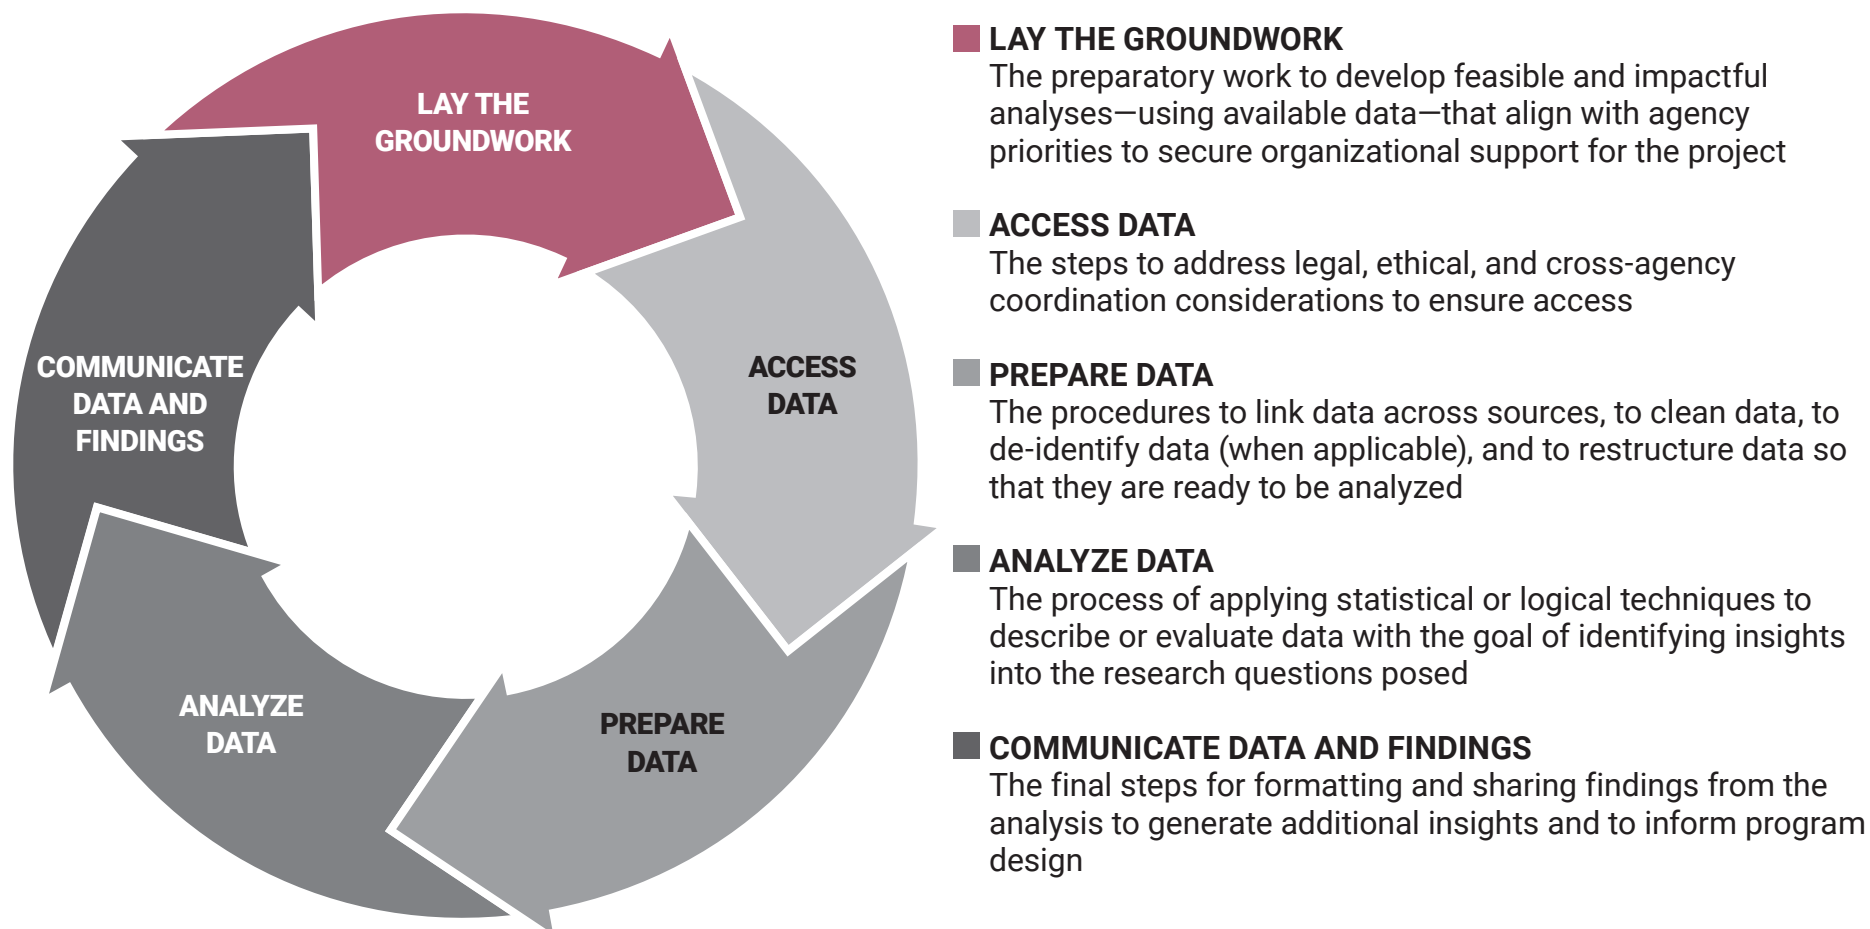 LAY THE
GROUNDWORK
ACCESS
DATA
PREPARE
DATA
ANALYZE
DATA
COMMUNICATE
DATA AND
FINDINGS
LAY THE GROUNDWORK
The preparatory work to develop feasible and impactful
analyses—using available data—that align with agency
priorities to secure organizational support for the project
ACCESS DATA
The steps to address legal, ethical, and cross-agency
coordination considerations to ensure access
PREPARE DATA
The procedures to link data across sources, to clean data, to
de-identify data (when applicable), and to restructure data so
that they are ready to be analyzed
ANALYZE DATA
The process of applying statistical or logical techniques to
describe or evaluate data with the goal of identifying insights
into the research questions posed
COMMUNICATE DATA AND FINDINGS
The final steps for formatting and sharing findings from the
analysis to generate additional insights and to inform program
design